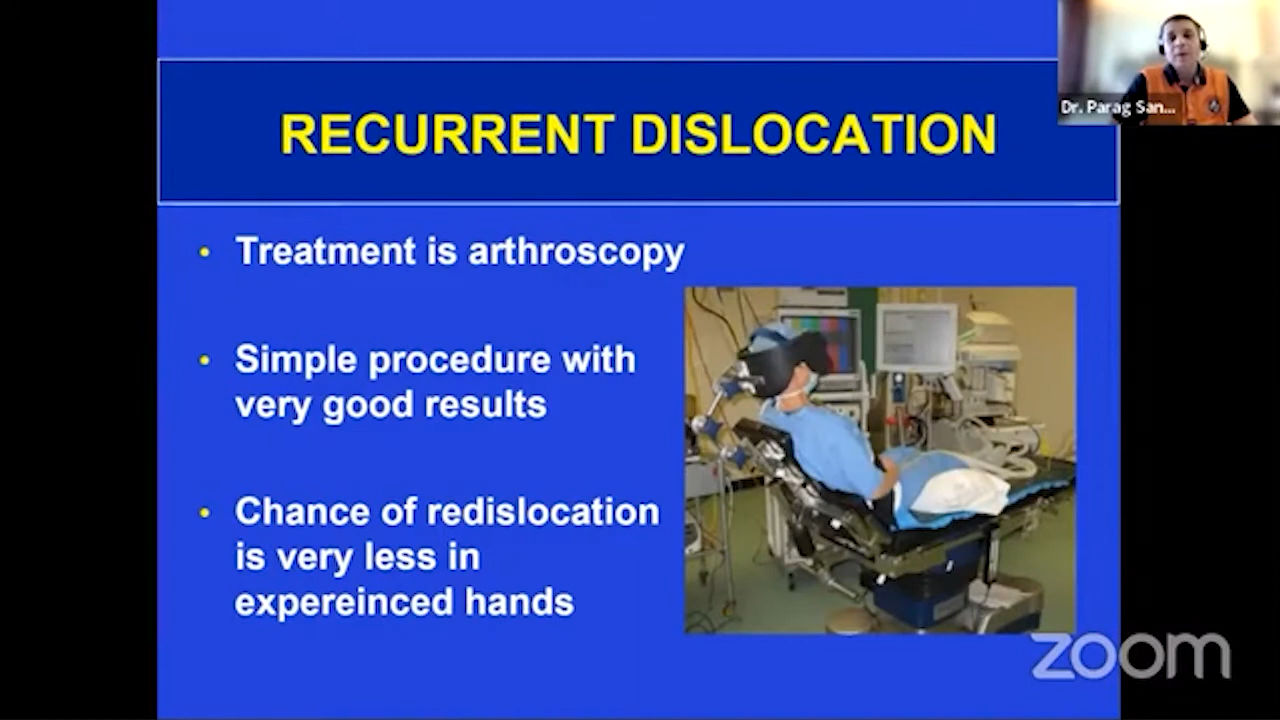 RECURRENT DISLOCATION
Dr. Parag San...
• Treatment is arthroscopy
• Simple procedure with
very good results
• Chance of redislocation
is very less in
expereinced hands
zoom